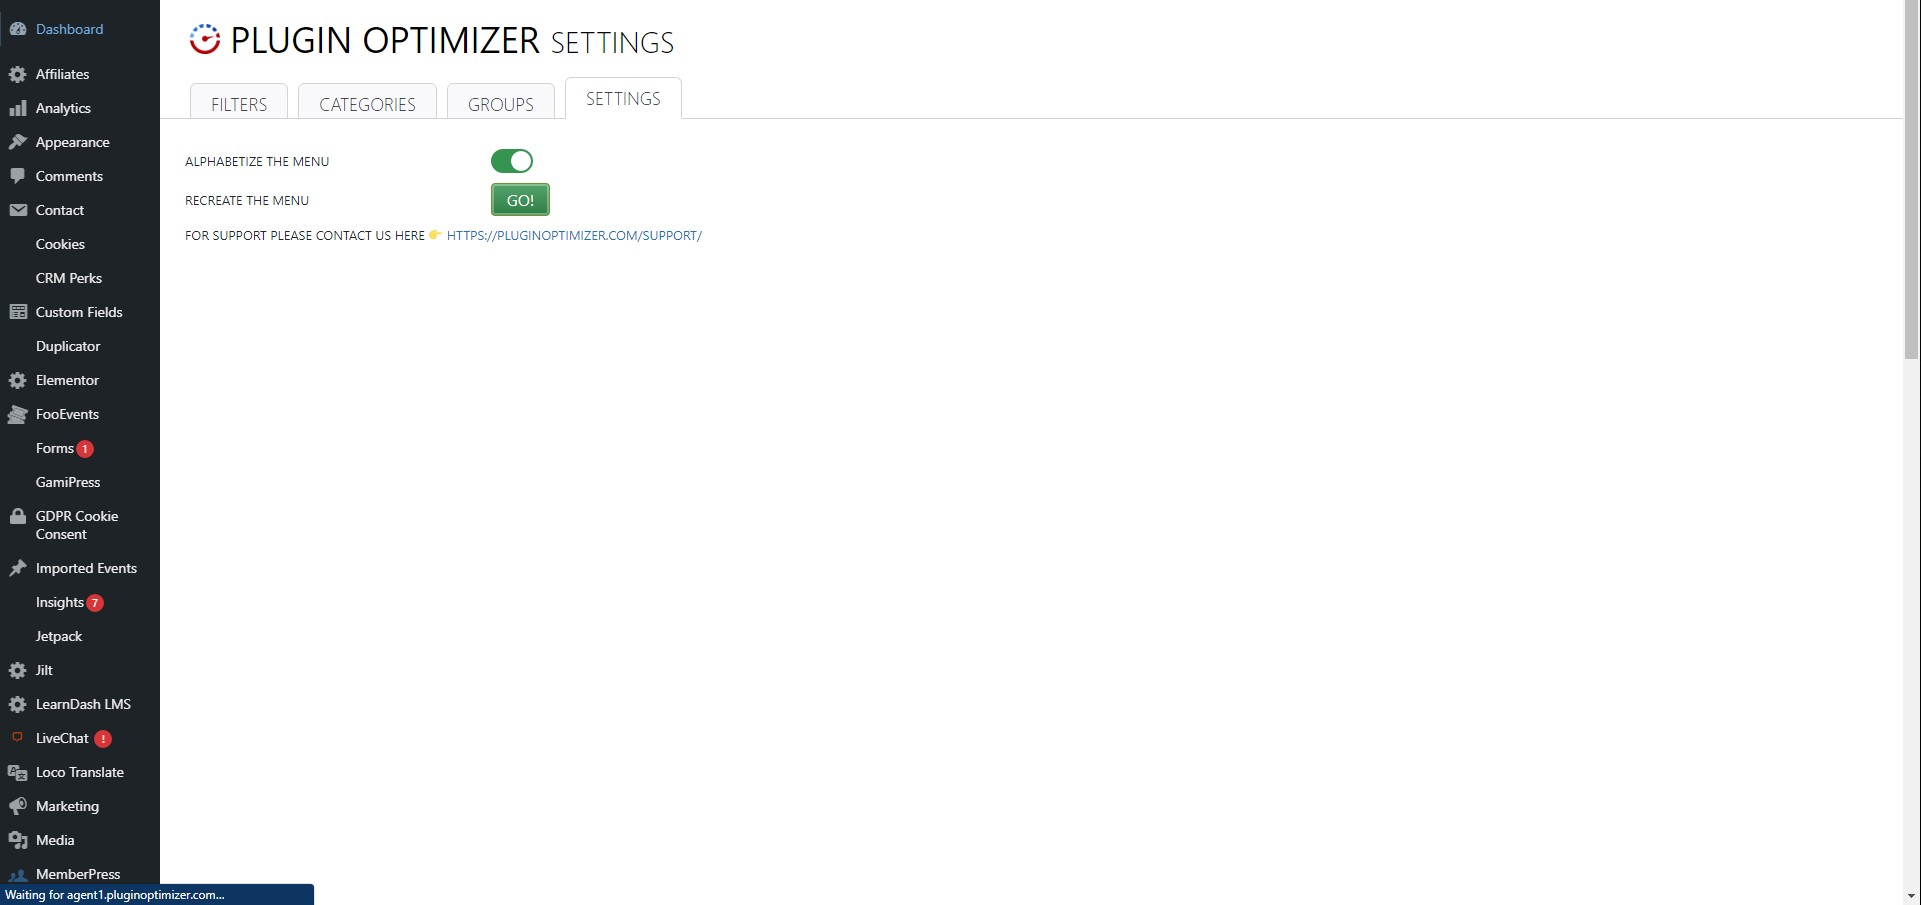 Dashboard
Affiliates
Analytics
Appearance
Comments
Contact
Cookies
CRM Perks
Custom Fields
Duplicator
Elementor
FooEvents
Forms 1
GamiPress
GDPR Cookie
Consent
Imported Events
Insights 7
Jetpack
Jilt
LearnDash LMS
LiveChat !
Loco Translate
Marketing
Media
MemberPress
Waiting for agent1.pluginoptimizer.com...
PLUGIN OPTIMIZER SETTINGS
FILTERS CATEGORIES GROUPS SETTINGS
ALPHABETIZE THE MENU
RECREATE THE MENU GO!
FOR SUPPORT PLEASE CONTACT US HERE 👉 HTTPS://PLUGINOPTIMIZER.COM/SUPPORT/